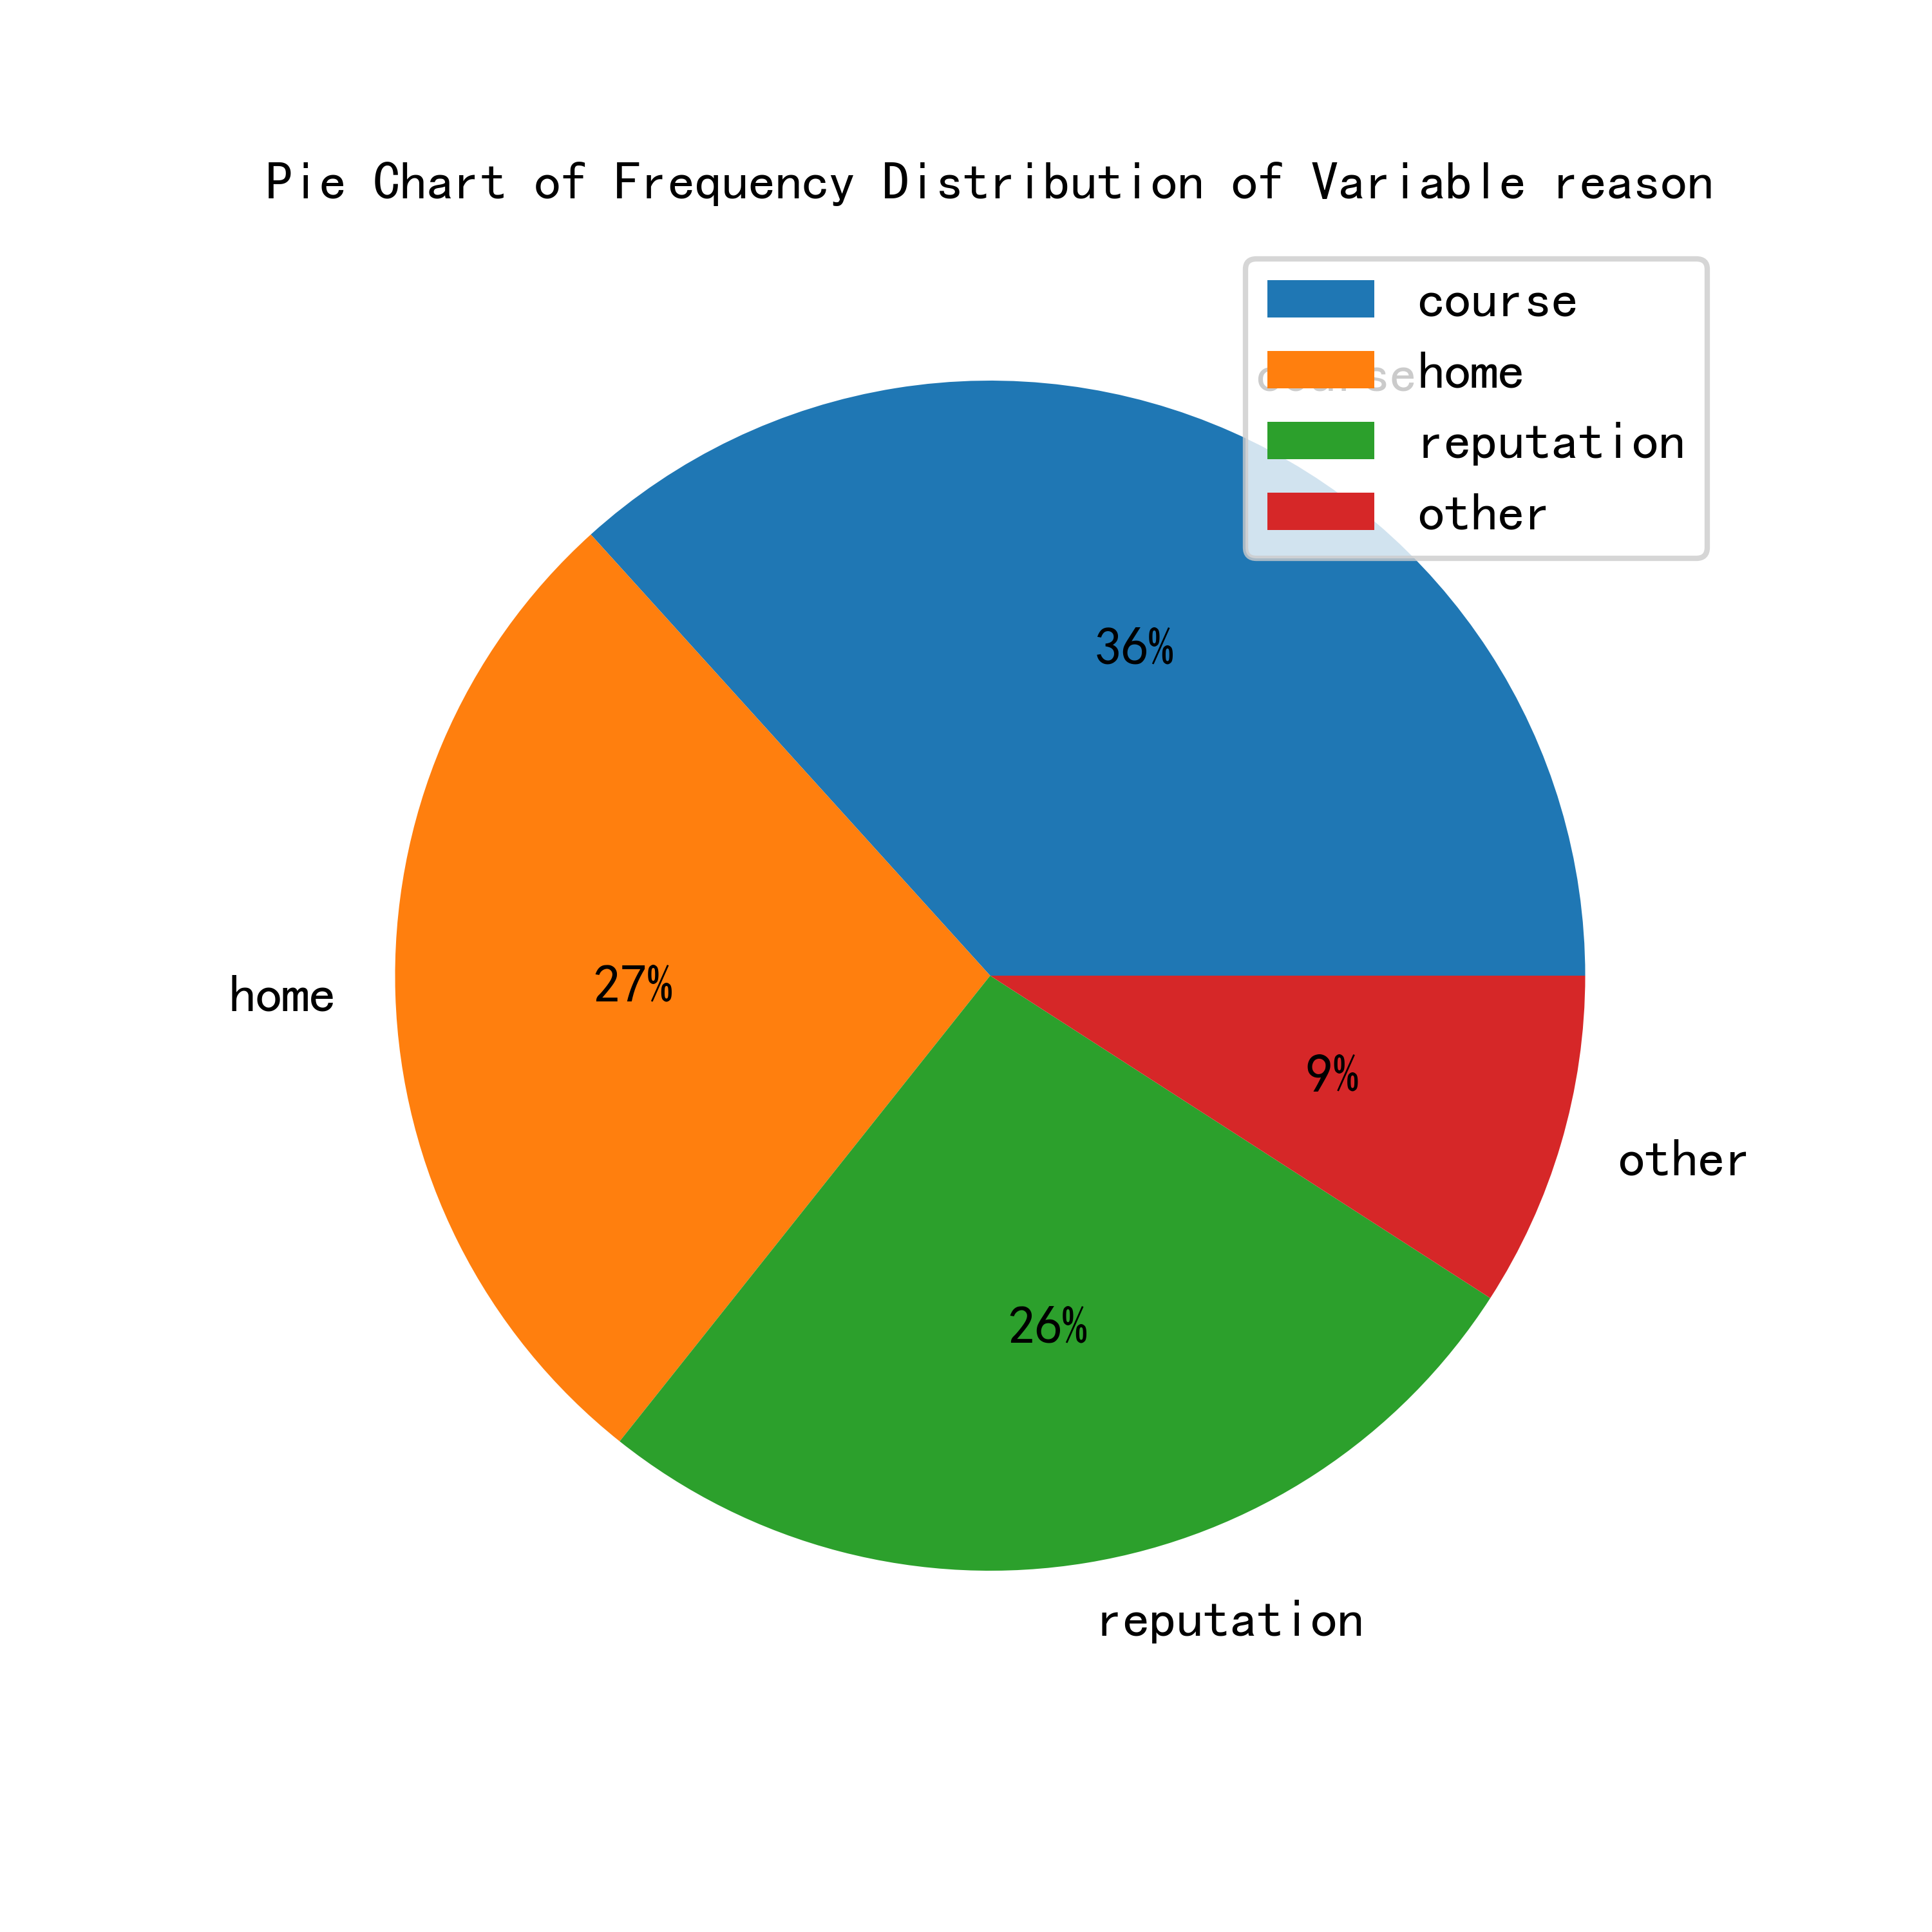 Pie Chart of Frequency Distribution of Variable reason
course
home
reputation
other
course
36%
home
27%
9%
other
26%
reputation